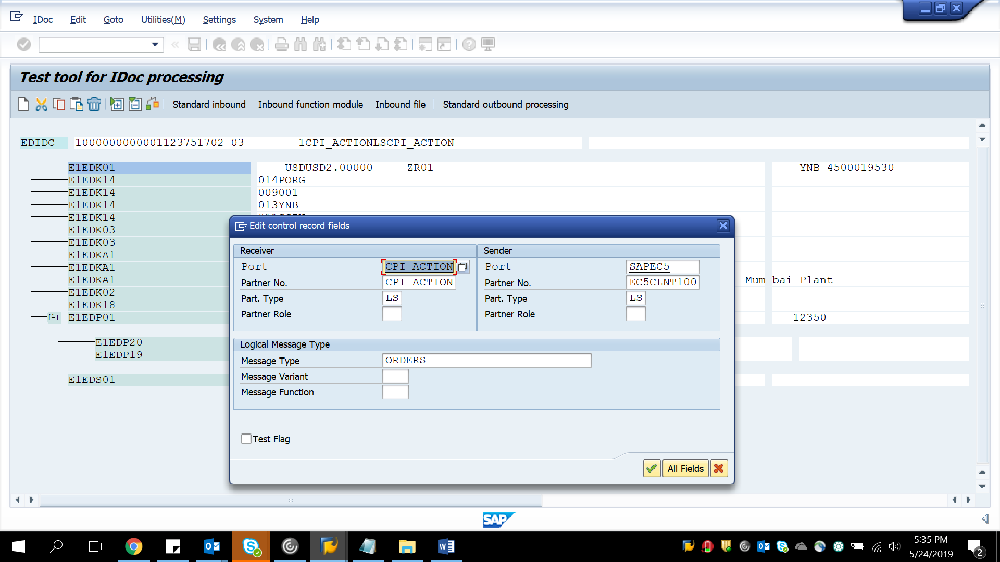 IDoc Edit Goto Utilities(M) Settings System Help
Test tool for IDoc processing
Standard inbound Inbound function module Inbound file Standard outbound processing
EDIDC 1000000000001123751702 03 1CPI_ACTIONLSCPI_ACTION
E1EDK01 USDUSD2.00000 ZR01 YNB 4500019530
E1EDK14 014PORG
E1EDK14 009001
E1EDK14 013YNB
E1EDK14
E1EDK03
E1EDK03
E1EDKA1
E1EDKA1
E1EDKA1 Mumbai Plant
E1EDK02
E1EDK18
E1EDP01 12350
E1EDP20
E1EDP19
E1EDS01
Edit control record fields
Receiver
Port CPI_ACTION
Partner No. CPI_ACTION
Part. Type LS
Partner Role
Sender
Port SAPEC5
Partner No. EC5CLNT100
Part. Type LS
Partner Role
Logical Message Type
Message Type ORDERS
Message Variant
Message Function
Test Flag
All Fields
SAP
5:35 PM
5/24/2019
2